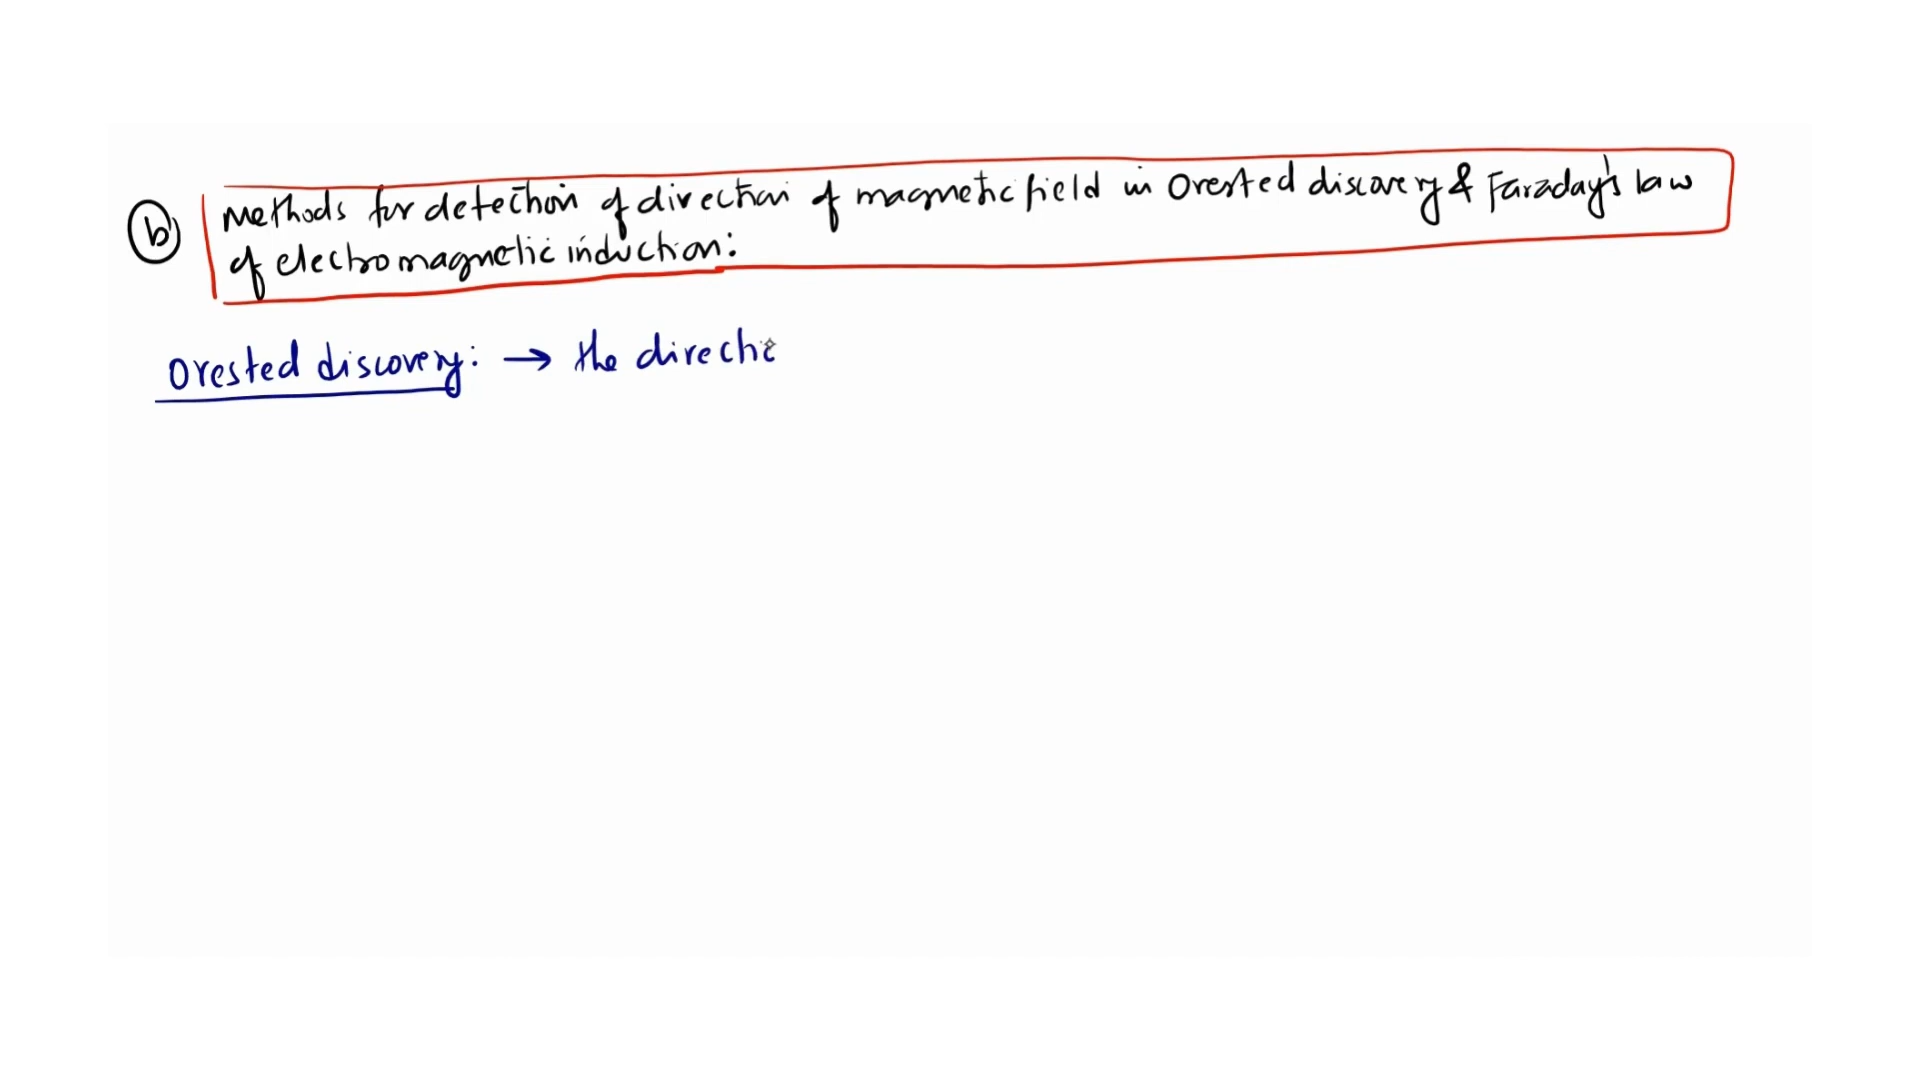 (b) Methods for detection of direction of magnetic field in Orested discovery & Faraday's law
of electromagnetic induction:
Orested discovery: → the directi